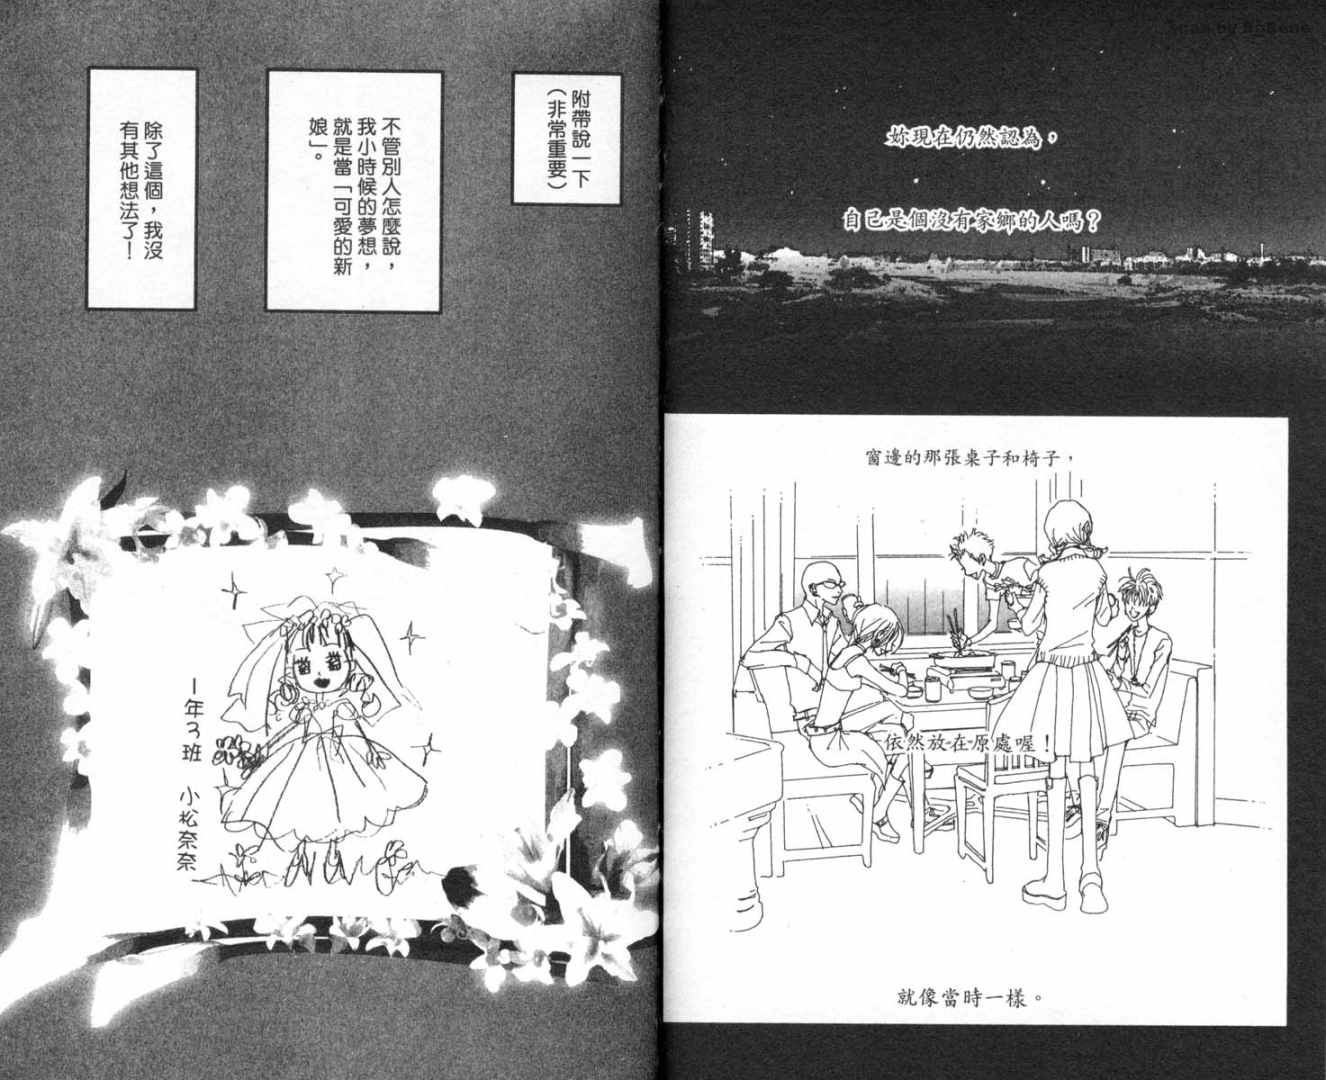 妳現在仍然認為，
自己是個沒有家鄉的人嗎？
窗邊的那張桌子和椅子，
依然放在原處喔！
就像當時一樣。
附帶說一下
（非常重要）
不管別人怎麼說，
我小時候的夢想，
就是當「可愛的新
娘」。
除了這個，我沒
有其他想法了！
1年3班 小松奈奈